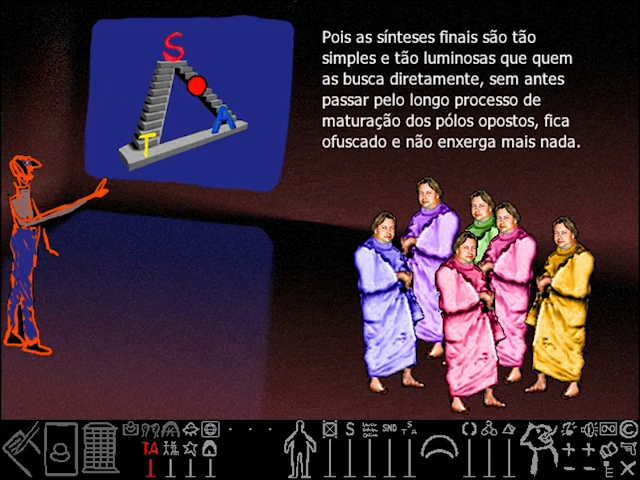 S
T
A
Pois as sínteses finais são tão
simples e tão luminosas que quem
as busca diretamente, sem antes
passar pelo longo processo de
maturação dos pólos opostos, fica
ofuscado e não enxerga mais nada.
S
SND
TA
E